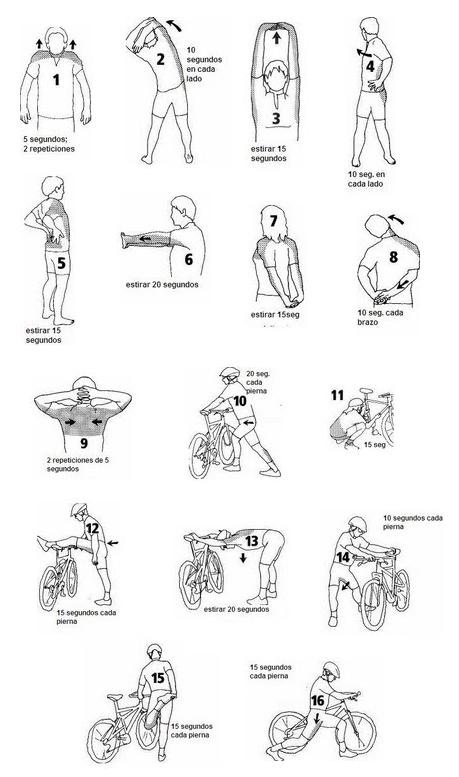 1
5 segundos;
2 repeticiones
2
10
segundos
en cada
lado
3
estirar 15
segundos
4
10 seg. en
cada lado
5
estirar 15
segundos
6
estirar 20 segundos
7
estirar 15seg
8
10 seg. cada
brazo
9
2 repeticiones de 5
segundos
10
20 seg.
cada
pierna
11
15 seg
12
15 segundos cada
pierna
13
estirar 20 segundos
14
10 segundos cada
pierna
15
15 segundos
cada pierna
16
15 segundos
cada pierna